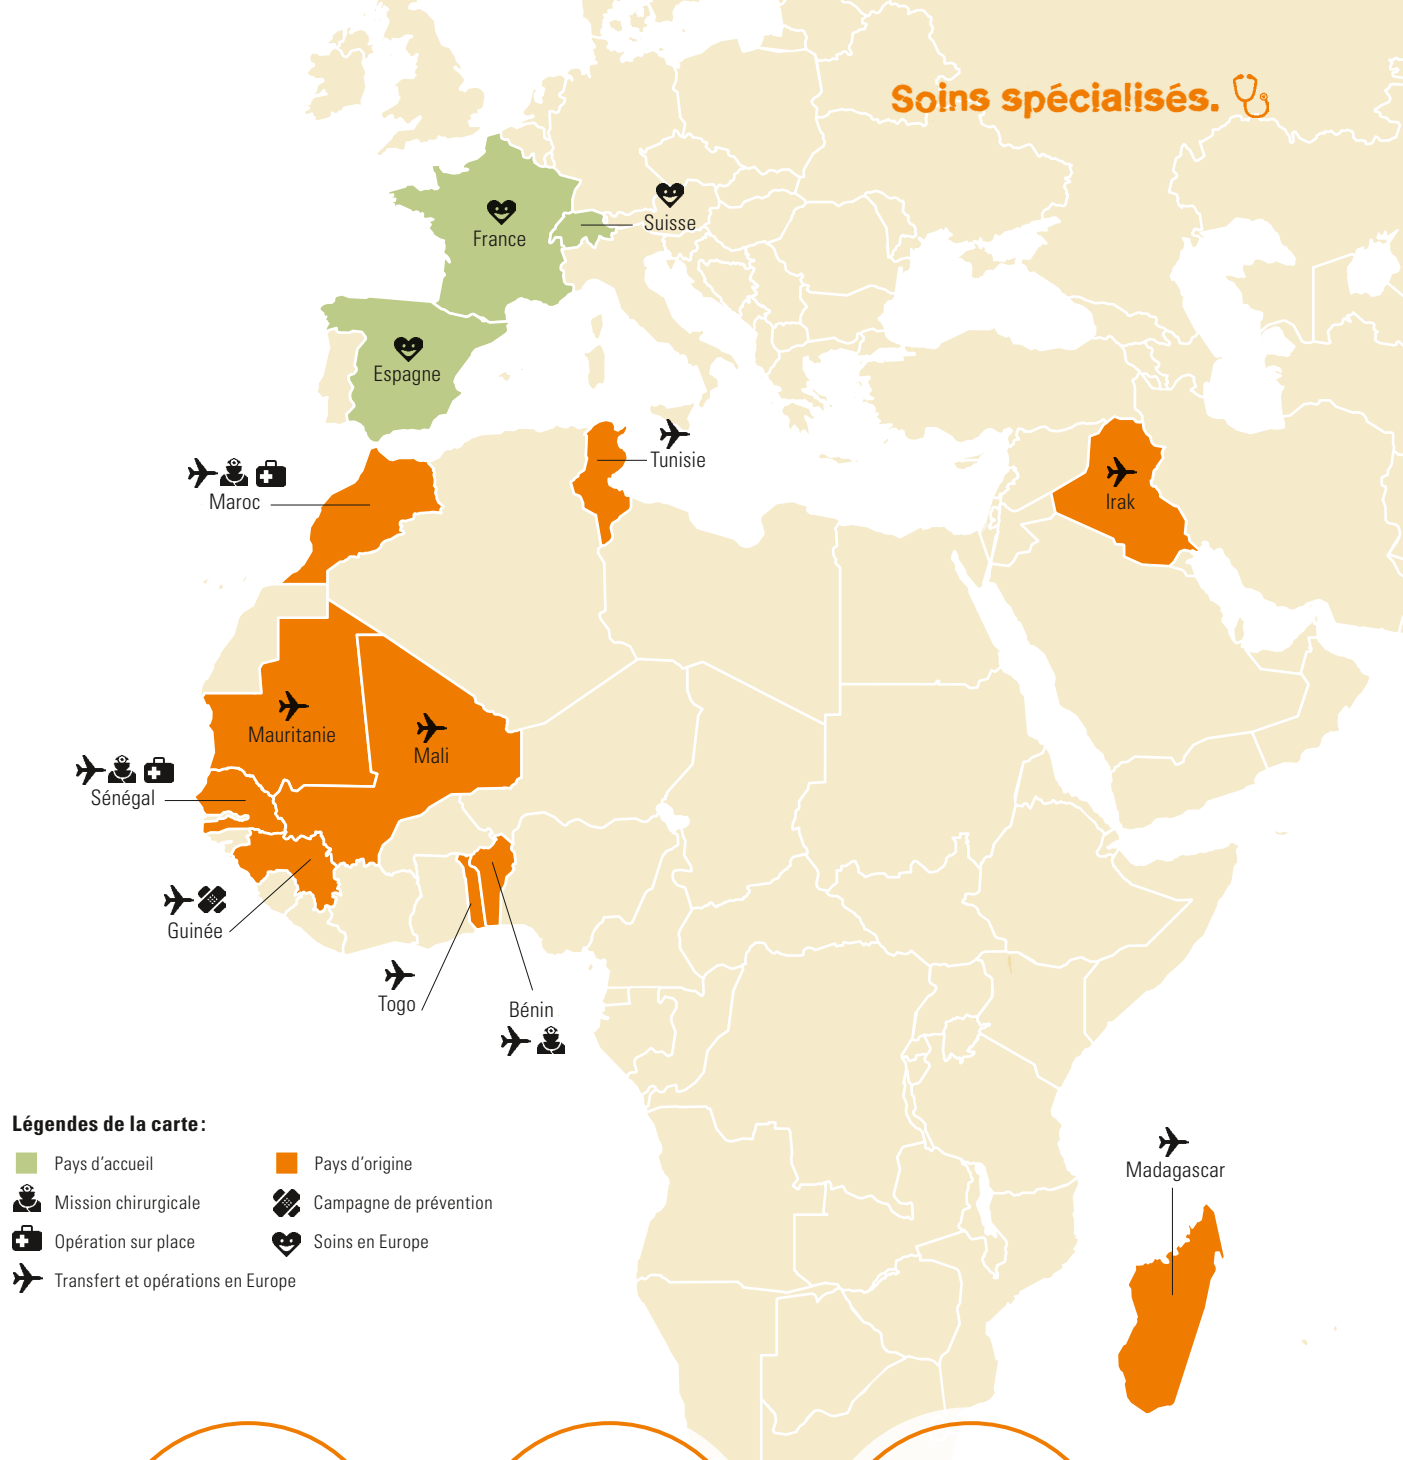 Soins spécialisés.
Suisse
France
Espagne
Tunisie
Maroc
Irak
Mauritanie
Mali
Sénégal
Guinée
Togo
Bénin
Madagascar
Légendes de la carte :
Pays d'accueil
Pays d'origine
Mission chirurgicale
Campagne de prévention
Opération sur place
Soins en Europe
Transfert et opérations en Europe